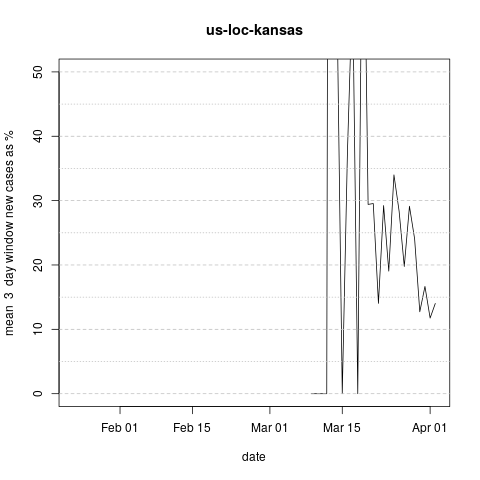 us-loc-kansas
mean 3 day window new cases as %
50
40
30
20
10
0
Feb 01
Feb 15
Mar 01
Mar 15
Apr 01
date